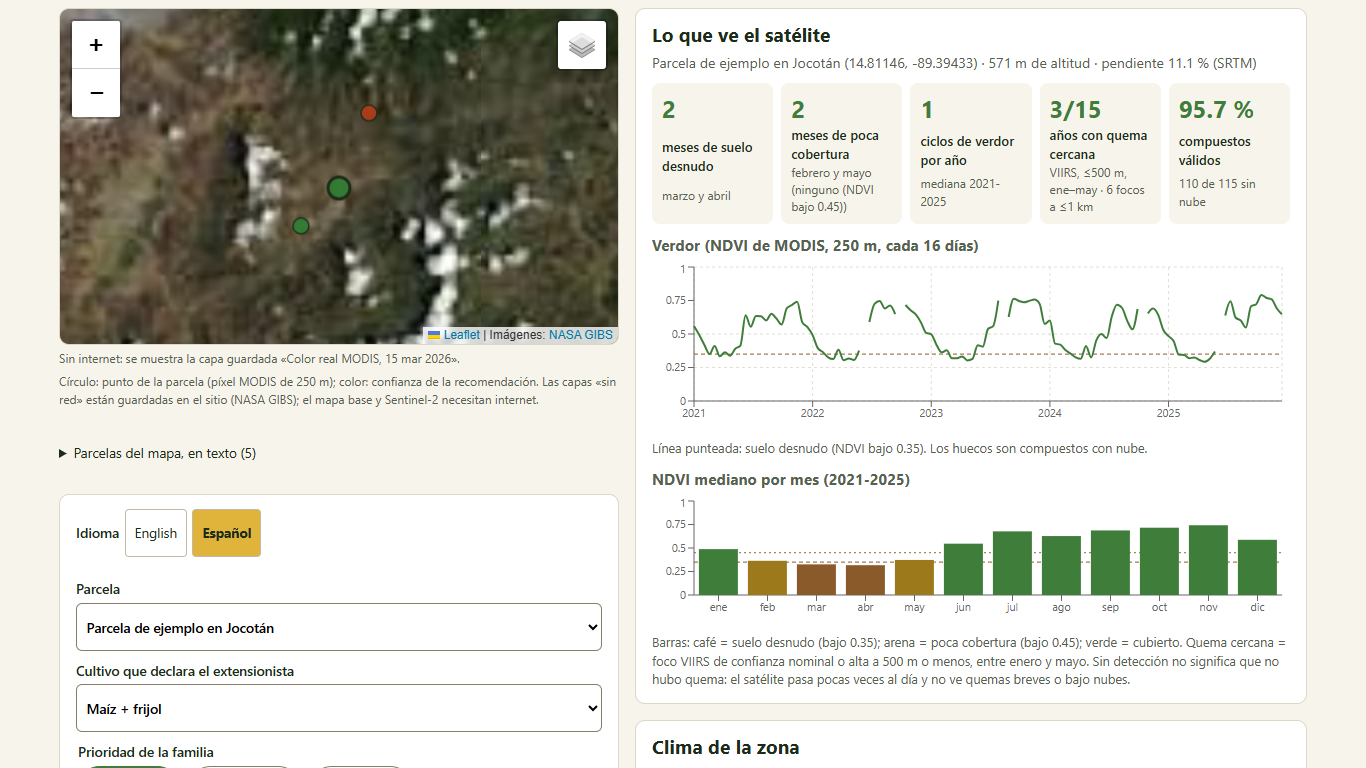 +
−
Leaflet | Imágenes: NASA GIBS
Sin internet: se muestra la capa guardada «Color real MODIS, 15 mar 2026».
Círculo: punto de la parcela (píxel MODIS de 250 m); color: confianza de la recomendación. Las capas «sin
red» están guardadas en el sitio (NASA GIBS); el mapa base y Sentinel-2 necesitan internet.
Parcelas del mapa, en texto (5)
Idioma
English
Español
Parcela
Parcela de ejemplo en Jocotán
Cultivo que declara el extensionista
Maíz + frijol
Prioridad de la familia
Lo que ve el satélite
Parcela de ejemplo en Jocotán (14.81146, -89.39433) · 571 m de altitud · pendiente 11.1 % (SRTM)
2
meses de suelo
desnudo
marzo y abril
2
meses de poca
cobertura
febrero y mayo
(ninguno (NDVI
bajo 0.45))
1
ciclos de verdor
por año
mediana 2021-
2025
3/15
años con quema
cercana
VIIRS, ≤500 m,
ene–may · 6 focos
a ≤1 km
95.7 %
compuestos
válidos
110 de 115 sin
nube
Verdor (NDVI de MODIS, 250 m, cada 16 días)
1
0.75
0.5
0.25
0
2021 2022 2023 2024 2025
Línea punteada: suelo desnudo (NDVI bajo 0.35). Los huecos son compuestos con nube.
NDVI mediano por mes (2021-2025)
1
0.75
0.5
0.25
0
ene feb mar abr may jun jul ago sep oct nov dic
Barras: café = suelo desnudo (bajo 0.35); arena = poca cobertura (bajo 0.45); verde = cubierto. Quema cercana =
foco VIIRS de confianza nominal o alta a 500 m o menos, entre enero y mayo. Sin detección no significa que no
hubo quema: el satélite pasa pocas veces al día y no ve quemas breves o bajo nubes.
Clima de la zona